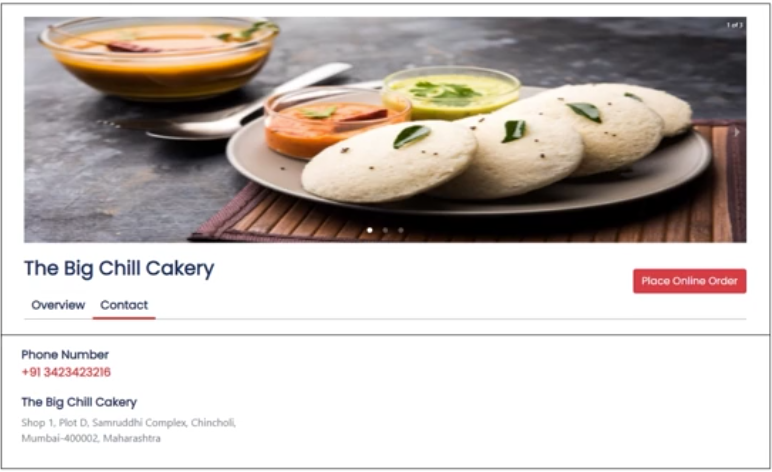 1 of 3
The Big Chill Cakery
Place Online Order
Overview Contact
Phone Number
+91 3423423216
The Big Chill Cakery
Shop 1, Plot D, Samruddhi Complex, Chincholi,
Mumbai-400002, Maharashtra